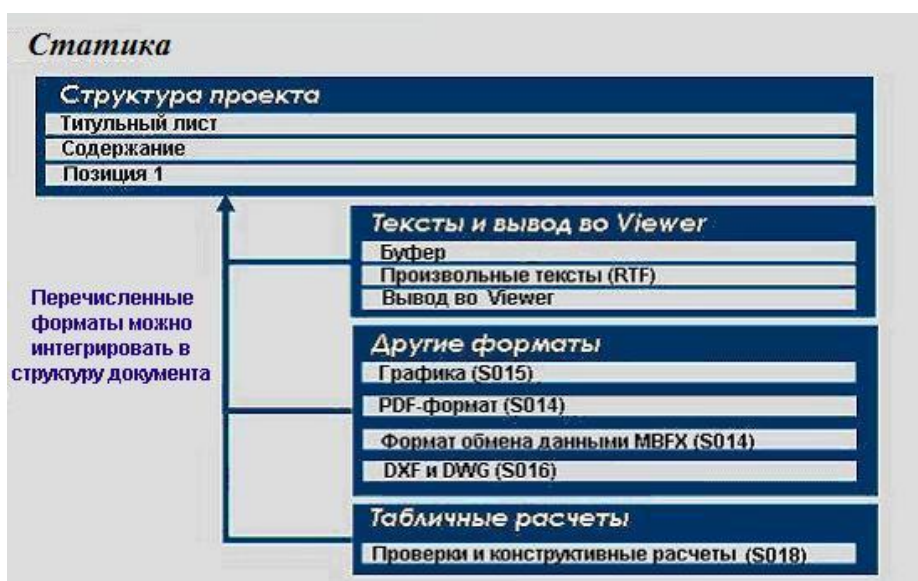 Статика
Структура проекта
Титульный лист
Содержание
Позиция 1
Тексты и вывод во Viewer
Буфер
Произвольные тексты (RTF)
Вывод во Viewer
Перечисленные
форматы можно
интегрировать в
структуру документа
Другие форматы
Графика (S015)
PDF-формат (S014)
Формат обмена данными MBFX (S014)
DXF и DWG (S016)
Табличные расчеты
Проверки и конструктивные расчеты (S018)